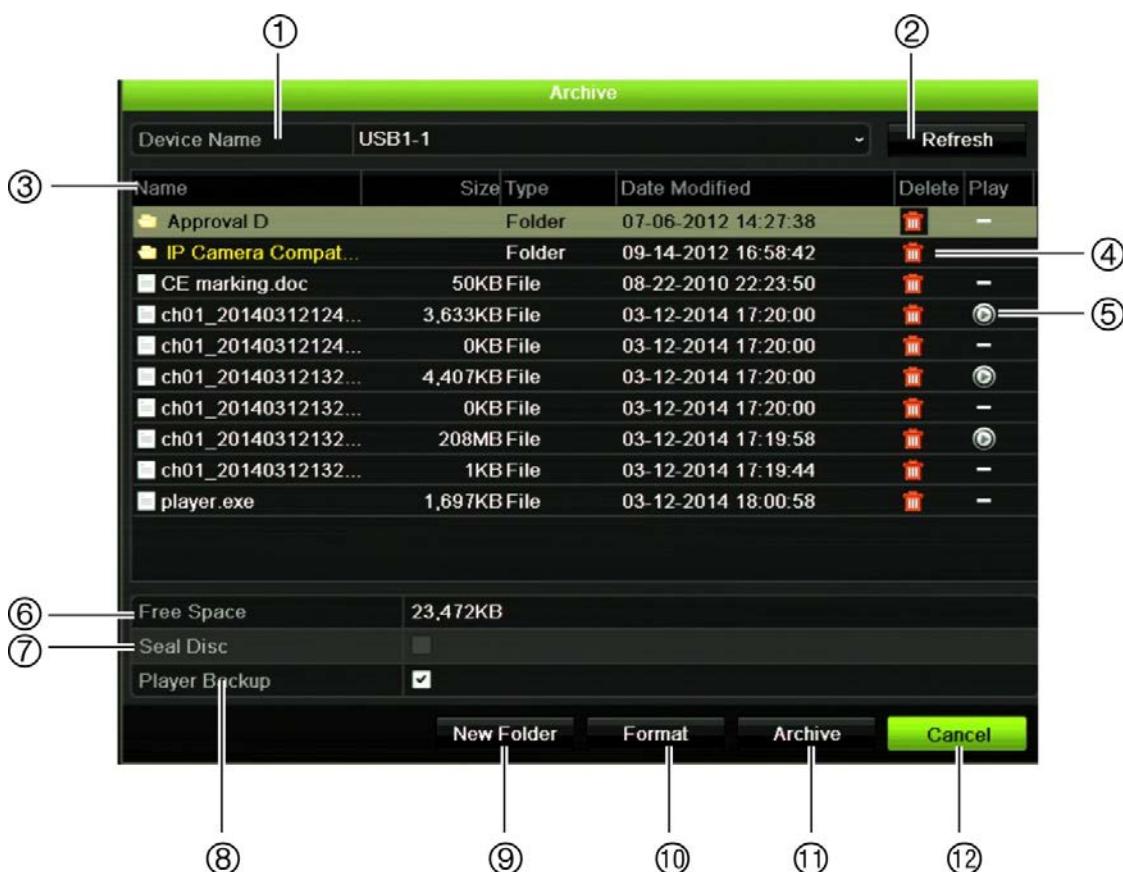 ① ②
Archive
Device Name USB1-1 Refresh
③ Name Size Type Date Modified Delete Play
Approval D Folder 07-06-2012 14:27:38 –
IP Camera Compat... Folder 09-14-2012 16:58:42 ④
CE marking.doc 50KB File 08-22-2010 22:23:50 –
ch01_20140312124... 3,633KB File 03-12-2014 17:20:00 ⑤
ch01_20140312124... 0KB File 03-12-2014 17:20:00 –
ch01_20140312132... 4,407KB File 03-12-2014 17:20:00
ch01_20140312132... 0KB File 03-12-2014 17:20:00 –
ch01_20140312132... 208MB File 03-12-2014 17:19:58
ch01_20140312132... 1KB File 03-12-2014 17:19:44 –
player.exe 1,697KB File 03-12-2014 18:00:58 –
⑥ Free Space 23,472KB
⑦ Seal Disc
Player Backup
New Folder Format Archive Cancel
⑧ ⑨ ⑩ ⑪ ⑫